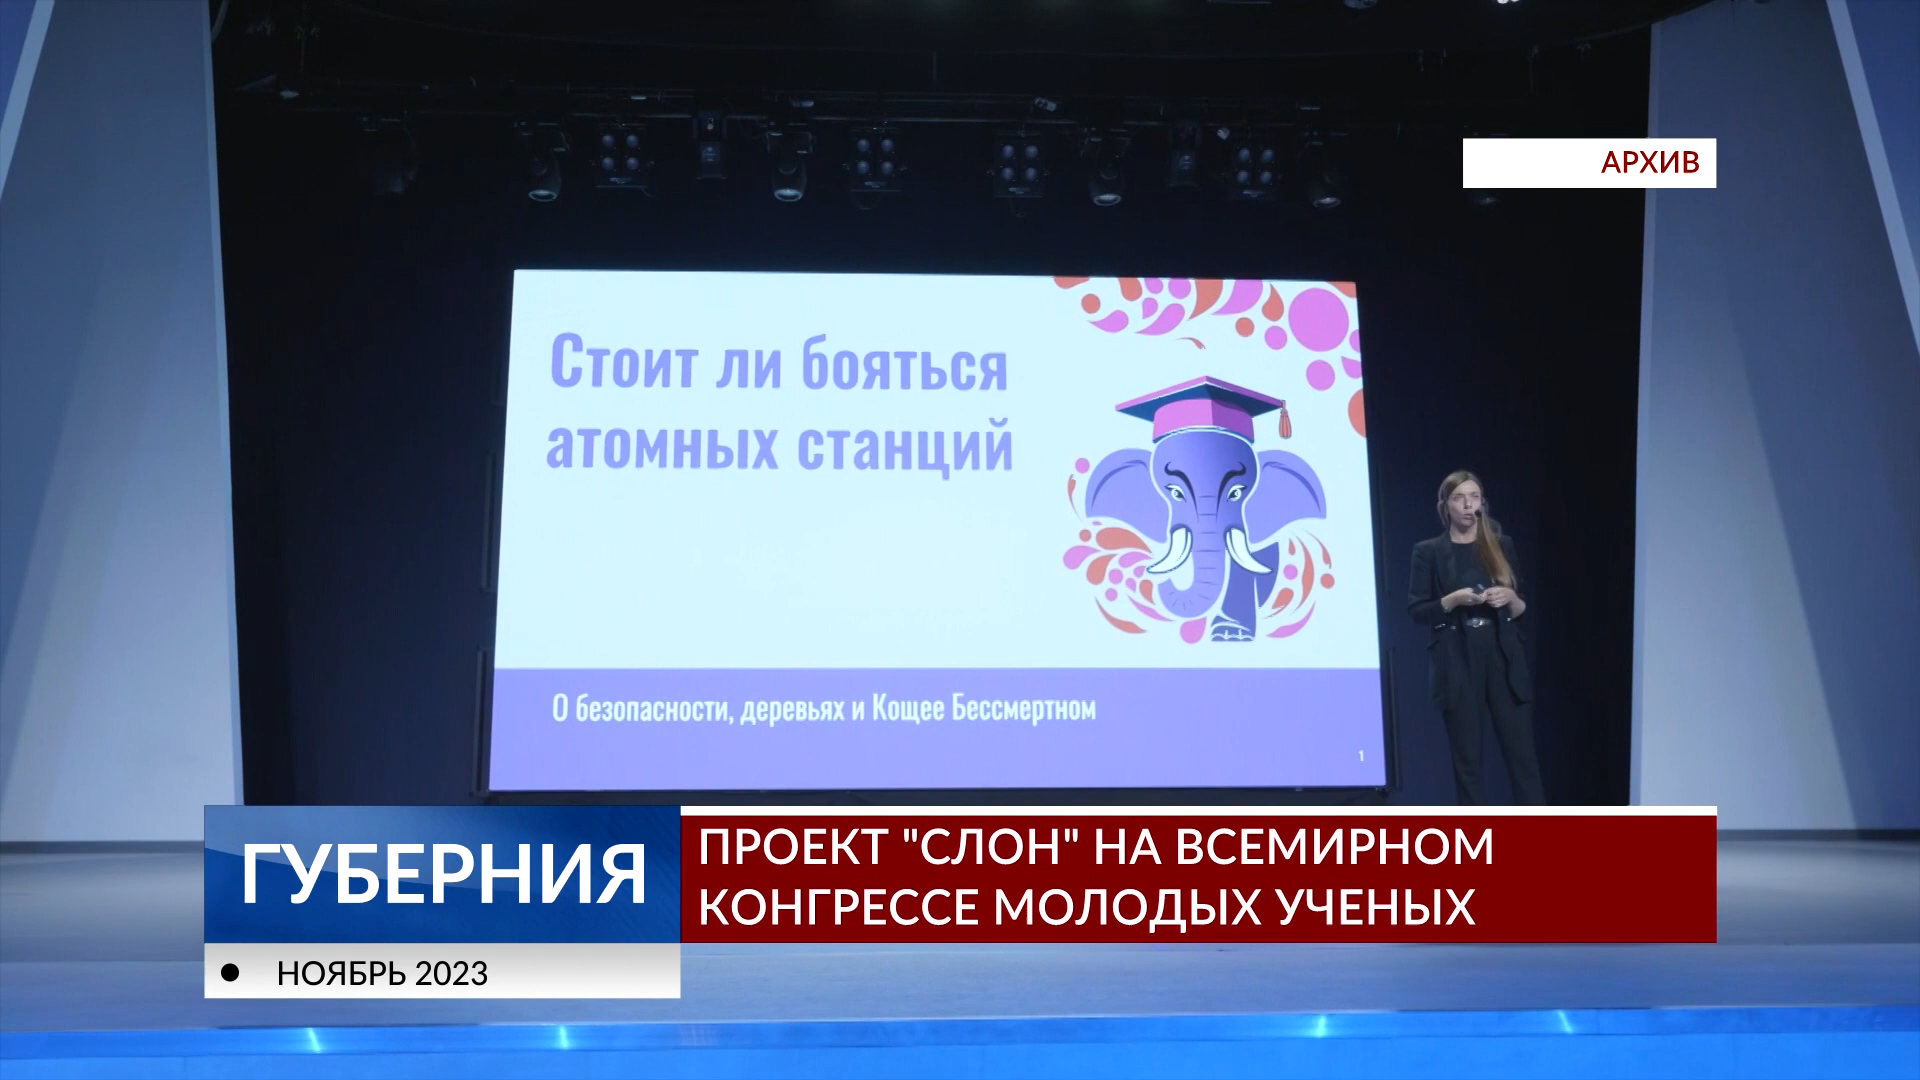 АРХИВ
Стоит ли бояться
атомных станций
О безопасности, деревьях и Кощее Бессмертном
1
ГУБЕРНИЯ
ПРОЕКТ "СЛОН" НА ВСЕМИРНОМ
КОНГРЕССЕ МОЛОДЫХ УЧЕНЫХ
НОЯБРЬ 2023